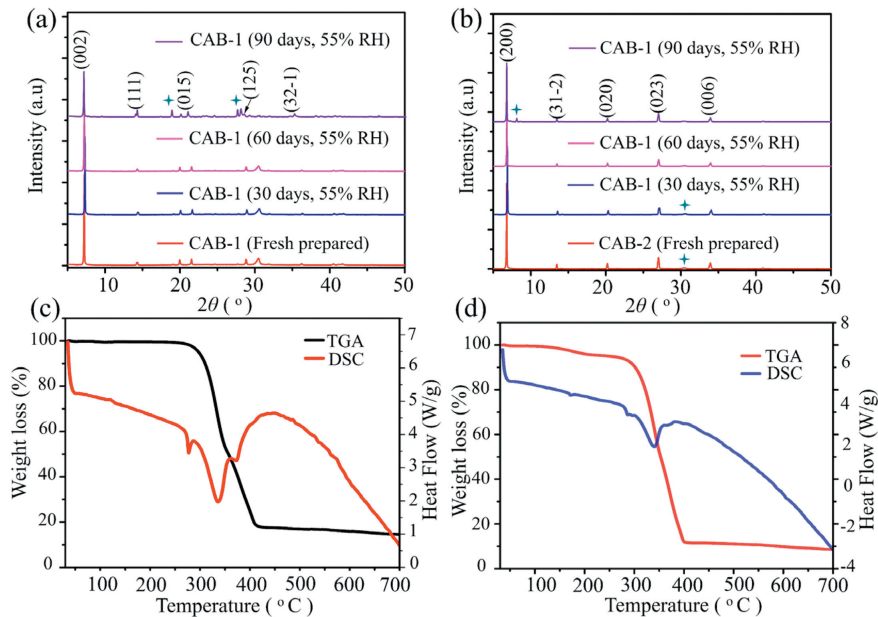 (a)
CAB-1 (90 days, 55% RH)
(002)
(111)
(015)
(125)
(32-1)
CAB-1 (60 days, 55% RH)
CAB-1 (30 days, 55% RH)
CAB-1 (Fresh prepared)
Intensity (a.u)
10 20 30 40 50
2θ ( ° )
(b)
CAB-1 (90 days, 55% RH)
(200)
(31-2)
(020)
(023)
(006)
CAB-1 (60 days, 55% RH)
CAB-1 (30 days, 55% RH)
CAB-2 (Fresh prepared)
Intensity (a.u)
10 20 30 40 50
2θ ( ° )
(c)
TGA
DSC
Weight loss (%)
100
80
60
40
20
0
Heat Flow (W/g)
7
6
5
4
3
2
1
0
100 200 300 400 500 600 700
Temperature ( °C)
(d)
TGA
DSC
Weight loss (%)
100
80
60
40
20
0
Heat Flow (W/g)
8
6
4
2
0
-2
-4
100 200 300 400 500 600 700
Temperature ( °C)